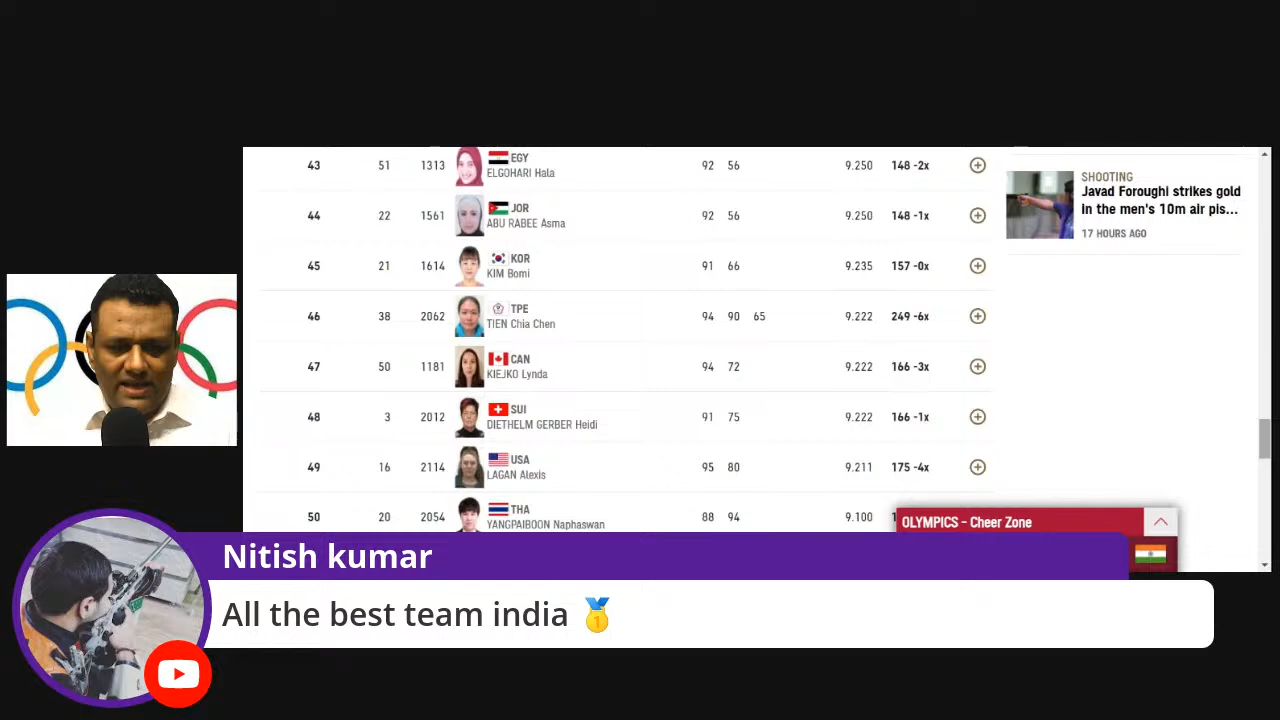 43 51 1313 EGY 92 56 9.250 148 -2x
ELGOHARI Hala
44 22 1561 JOR 92 56 9.250 148 -1x
ABU RABEE Asma
45 21 1614 KOR 91 66 9.235 157 -0x
KIM Bomi
46 38 2062 TPE 94 90 65 9.222 249 -6x
TIEN Chia Chen
47 50 1181 CAN 94 72 9.222 166 -3x
KIEJKO Lynda
48 3 2012 SUI 91 75 9.222 166 -1x
DIETHELM GERBER Heidi
49 16 2114 USA 95 80 9.211 175 -4x
LAGAN Alexis
50 20 2054 THA 88 94 9.100
YANGPAIBOON Naphaswan
SHOOTING
Javad Foroughi strikes gold
in the men's 10m air pis...
17 HOURS AGO
OLYMPICS - Cheer Zone
Nitish kumar
All the best team india 🥇